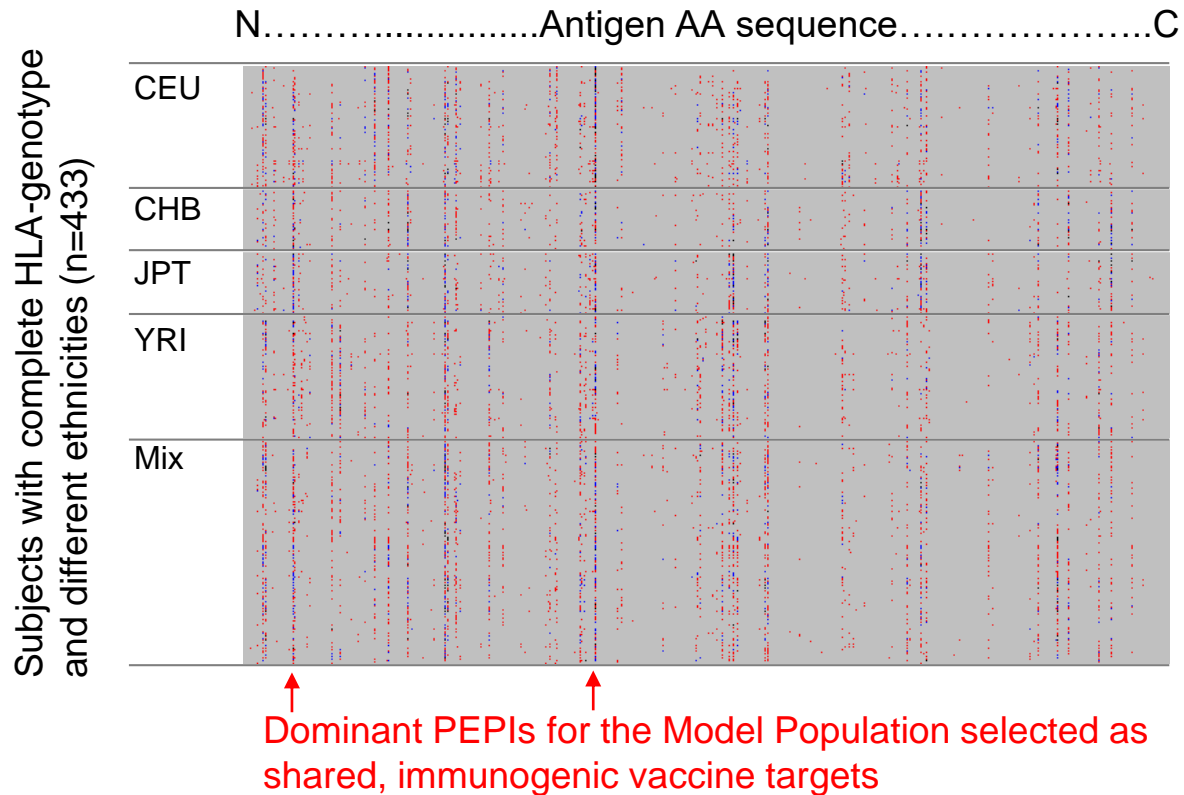 N………...............Antigen AA sequence….……………..C
Subjects with complete HLA-genotype
and different ethnicities (n=433)
CEU
CHB
JPT
YRI
Mix
Dominant PEPIs for the Model Population selected as
shared, immunogenic vaccine targets